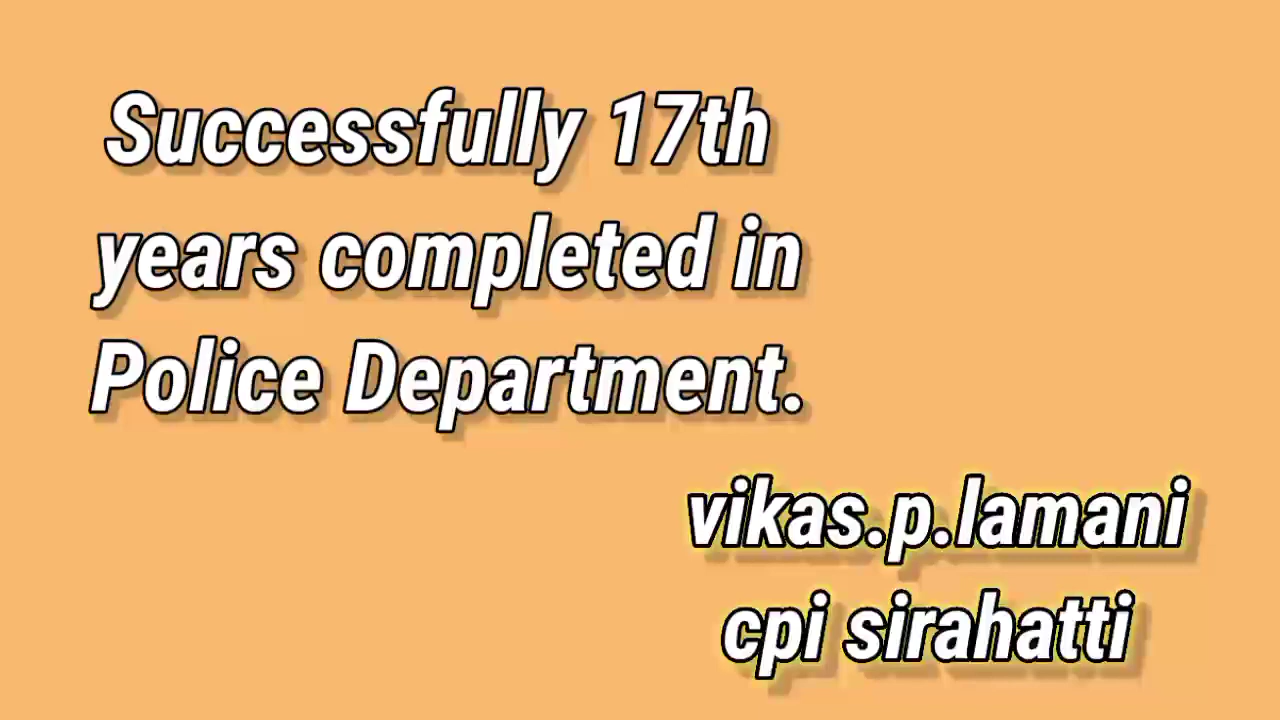 Successfully 17th
years completed in
Police Department.
vikas.p.lamani
cpi sirahatti